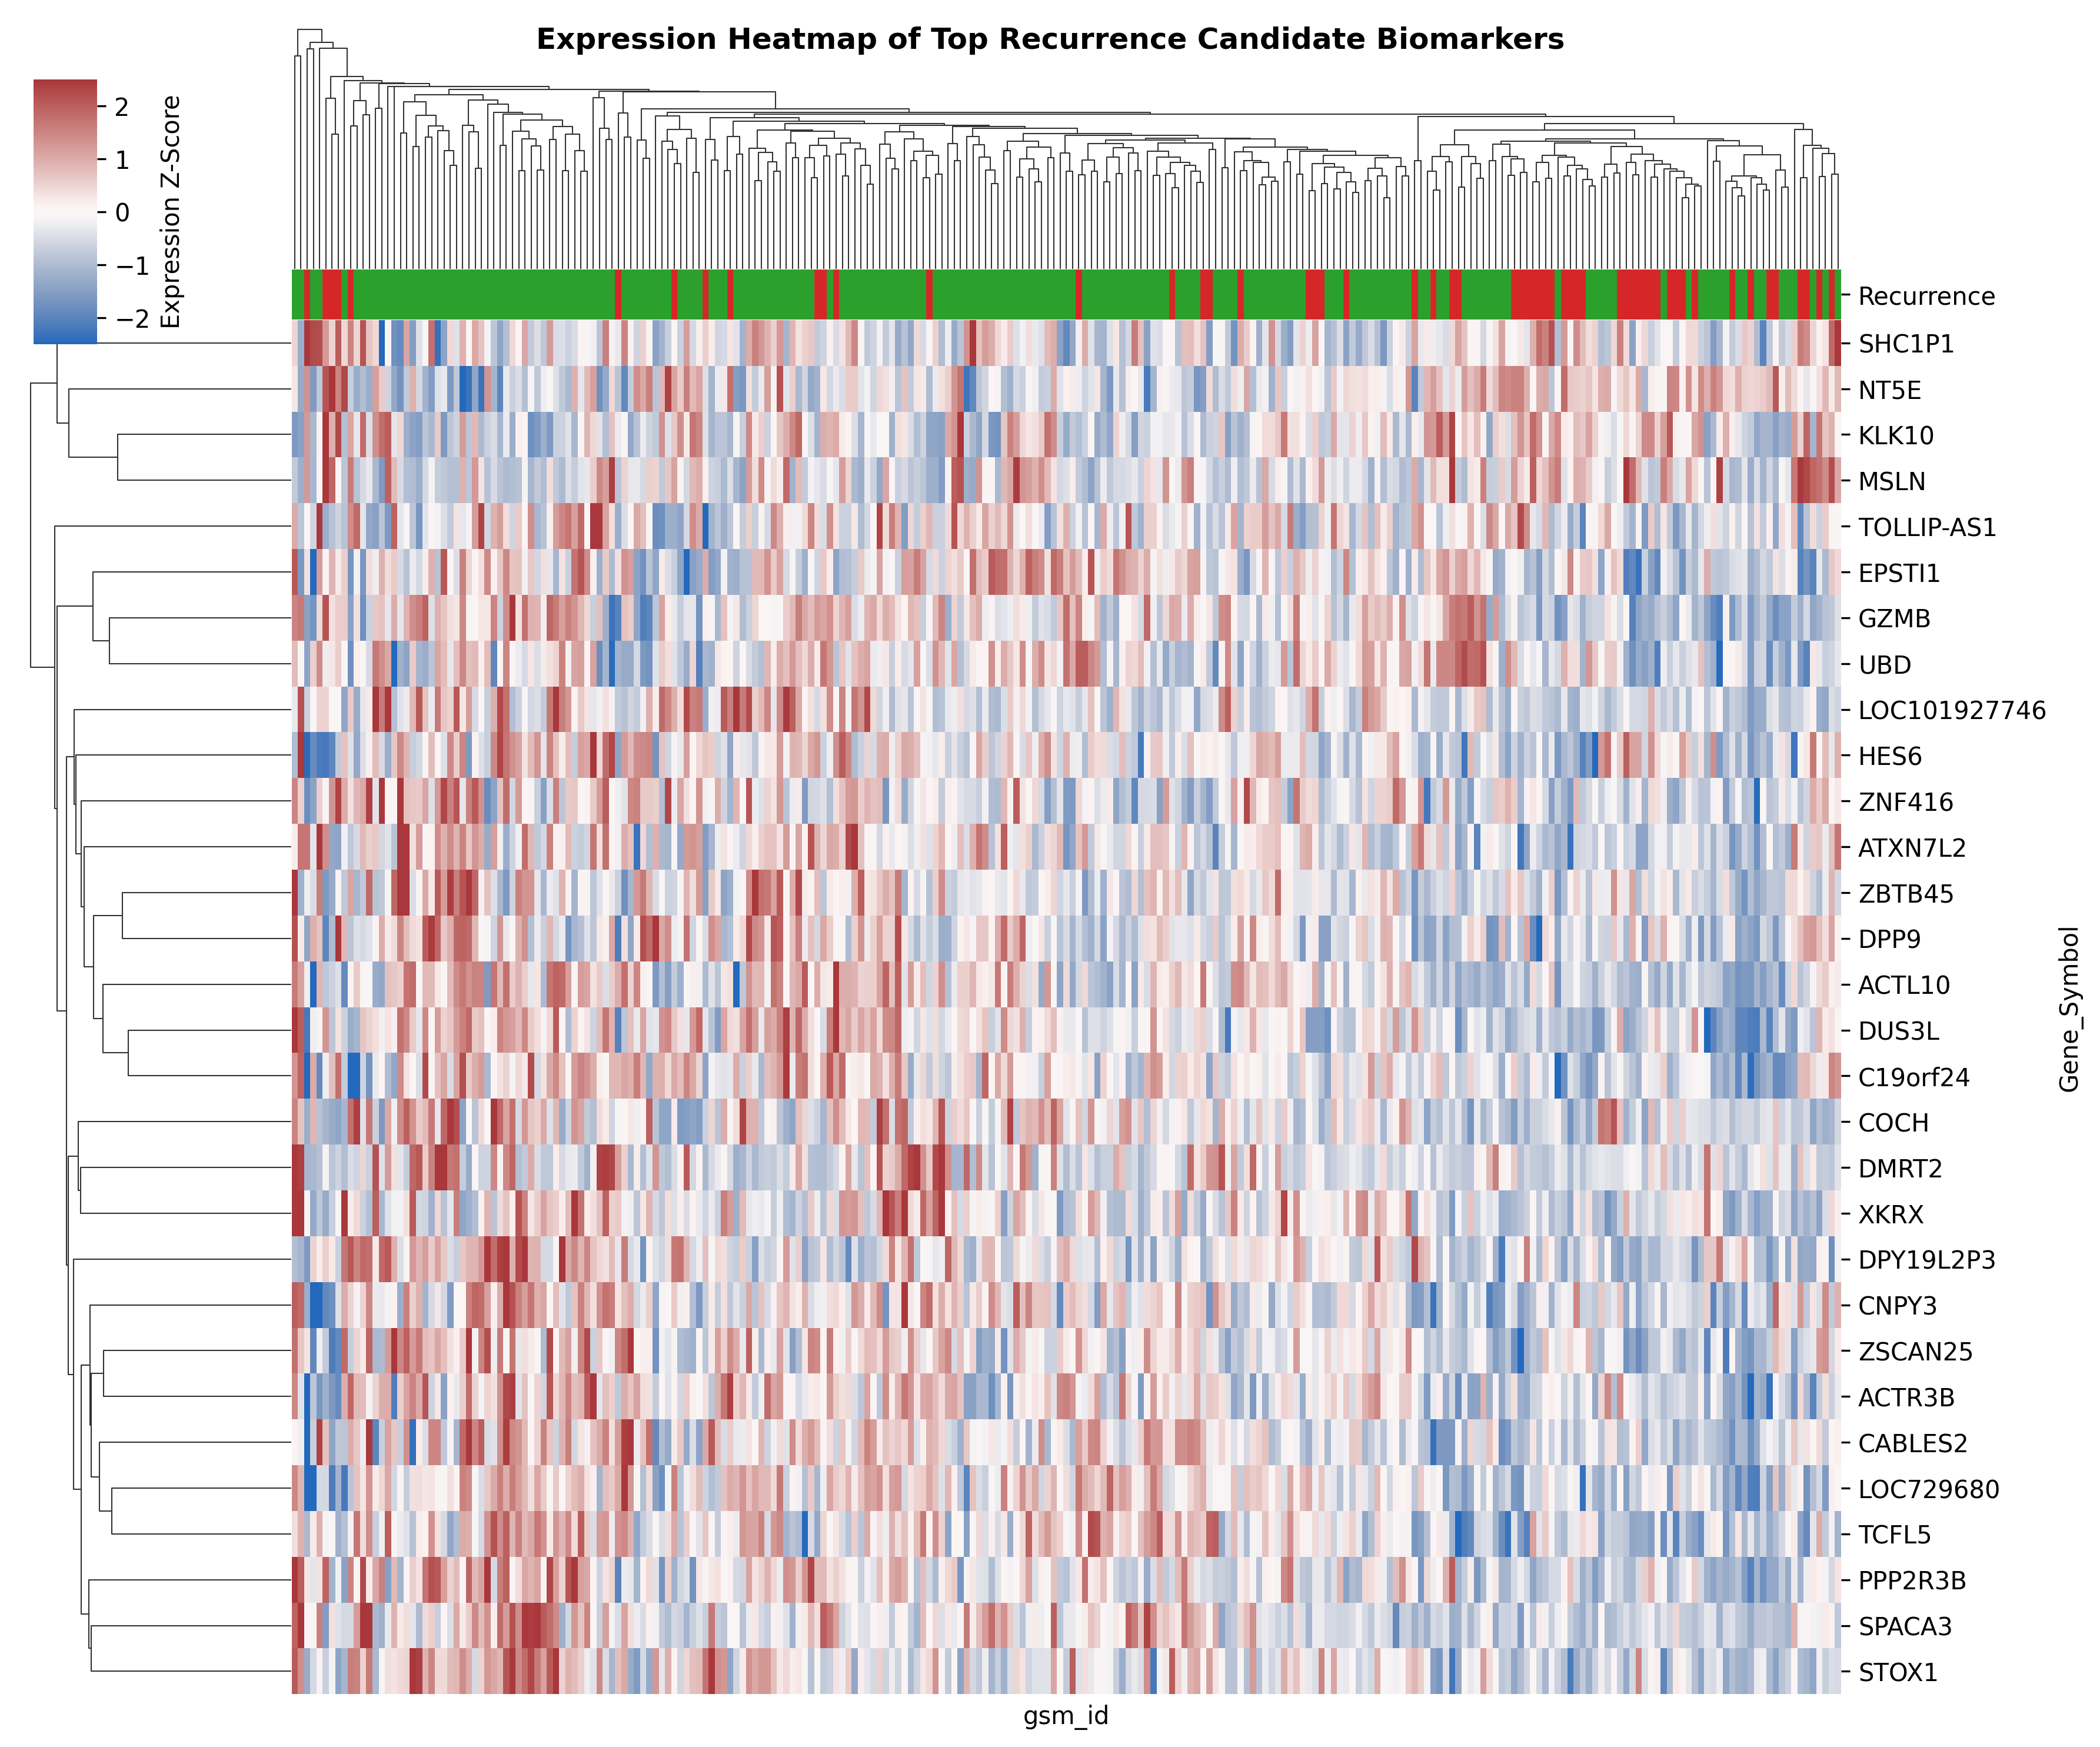 Expression Heatmap of Top Recurrence Candidate Biomarkers
2
1
0
−1
−2
Expression Z-Score
Recurrence
SHC1P1
NT5E
KLK10
MSLN
TOLLIP-AS1
EPSTI1
GZMB
UBD
LOC101927746
HES6
ZNF416
ATXN7L2
ZBTB45
DPP9
ACTL10
DUS3L
C19orf24
COCH
DMRT2
XKRX
DPY19L2P3
CNPY3
ZSCAN25
ACTR3B
CABLES2
LOC729680
TCFL5
PPP2R3B
SPACA3
STOX1
Gene_Symbol
gsm_id